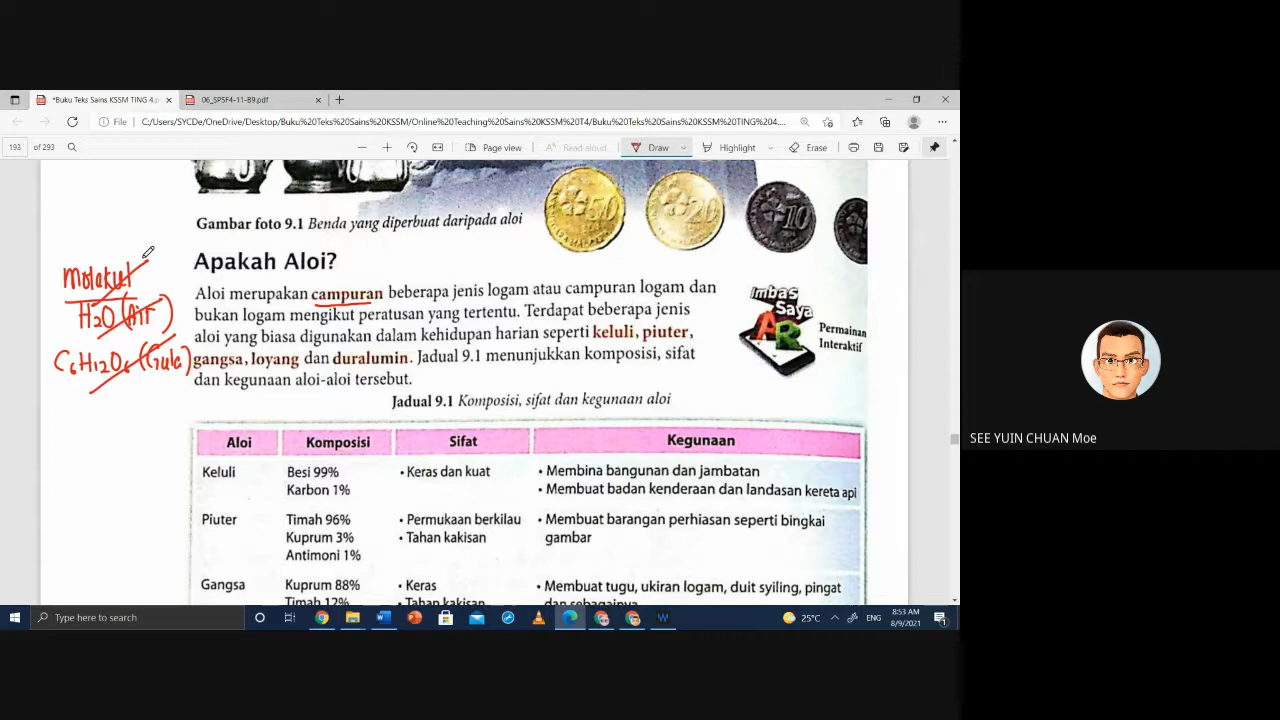 *Buku Teks Sains KSSM TING 4.p
06_SPSF4-11-B9.pdf
File
C:/Users/SYCDe/OneDrive/Desktop/Buku%20Teks%20Sains%20KSSM/Online%20Teaching%20Sains%20KSSM%20T4/Buku%20Teks%20Sains%20KSSM%20TING%204....
193 of 293
Page view
Read aloud
Draw
Highlight
Erase
50
20
10
Gambar foto 9.1 Benda yang diperbuat daripada aloi
Apakah Aloi?
Molekul
H2O (Air)
C6H12O6 (Gula)
Aloi merupakan campuran beberapa jenis logam atau campuran logam dan
bukan logam mengikut peratusan yang tertentu. Terdapat beberapa jenis
aloi yang biasa digunakan dalam kehidupan harian seperti keluli, piuter,
gangsa, loyang dan duralumin. Jadual 9.1 menunjukkan komposisi, sifat
dan kegunaan aloi-aloi tersebut.
Imbas
Saya
AR
Permainan
Interaktif
Jadual 9.1 Komposisi, sifat dan kegunaan aloi
Aloi Komposisi Sifat Kegunaan
Keluli Besi 99% • Keras dan kuat • Membina bangunan dan jambatan
Karbon 1% • Membuat badan kenderaan dan landasan kereta api
Piuter Timah 96% • Permukaan berkilau • Membuat barangan perhiasan seperti bingkai
Kuprum 3% • Tahan kakisan gambar
Antimoni 1%
Gangsa Kuprum 88% • Keras • Membuat tugu, ukiran logam, duit syiling, pingat
Timah 12% • Tahan kakisan dan sebagainya
SEE YUIN CHUAN Moe
Type here to search
25°C
ENG
8:53 AM
8/9/2021